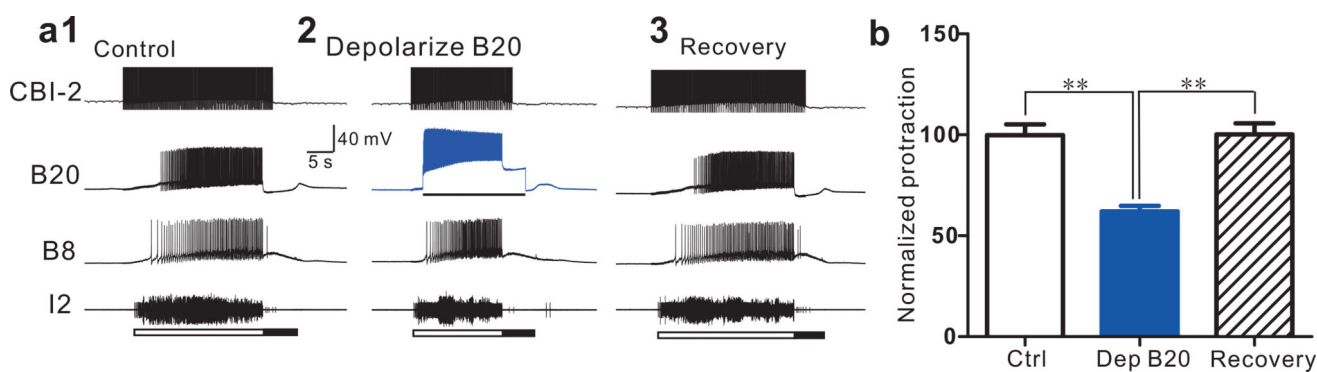 a1 Control
2 Depolarize B20
3 Recovery
CBI-2
B20
40 mV
5 s
B8
I2
b
Normalized protraction
150
100
50
0
**
**
Ctrl
Dep B20
Recovery